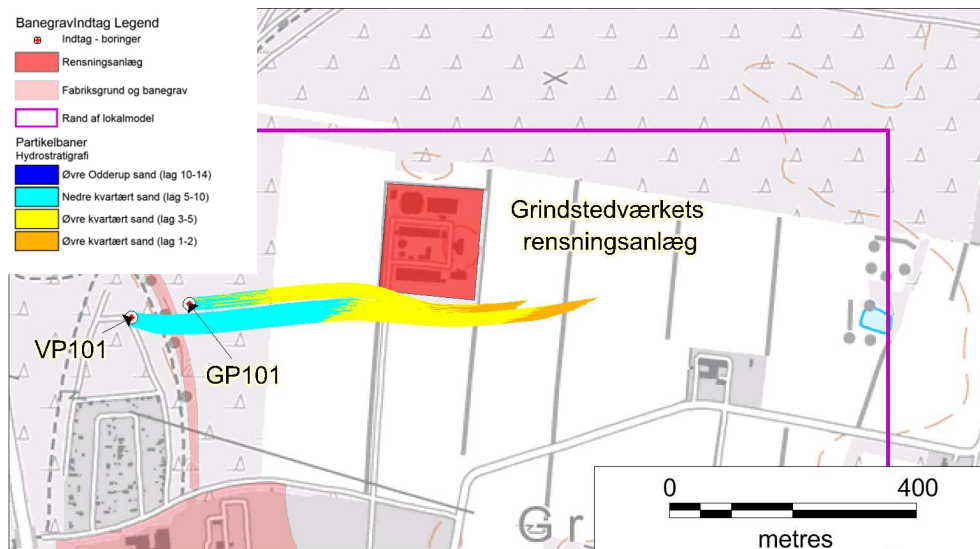 BanegravIndtag Legend
Indtag - boringer
Rensningsanlæg
Fabriksgrund og banegrav
Rand af lokalmodel
Partikelbaner
Hydrostratigrafi
Øvre Odderup sand (lag 10-14)
Nedre kvartært sand (lag 5-10)
Øvre kvartært sand (lag 3-5)
Øvre kvartært sand (lag 1-2)
Grindstedværkets
rensningsanlæg
VP101
GP101
Gr
0 400
metres